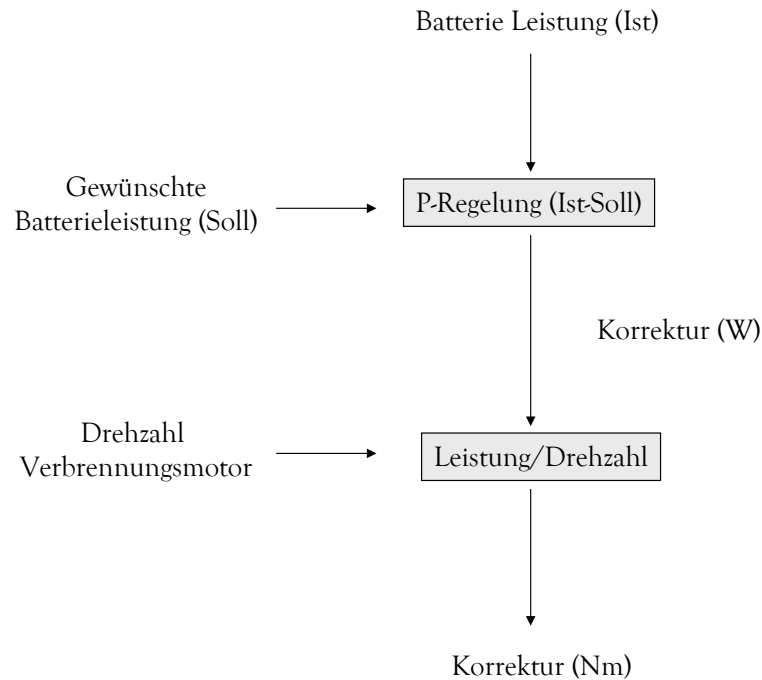 Batterie Leistung (Ist)
Gewünschte
Batterieleistung (Soll)
P-Regelung (Ist-Soll)
Korrektur (W)
Drehzahl
Verbrennungsmotor
Leistung/Drehzahl
Korrektur (Nm)